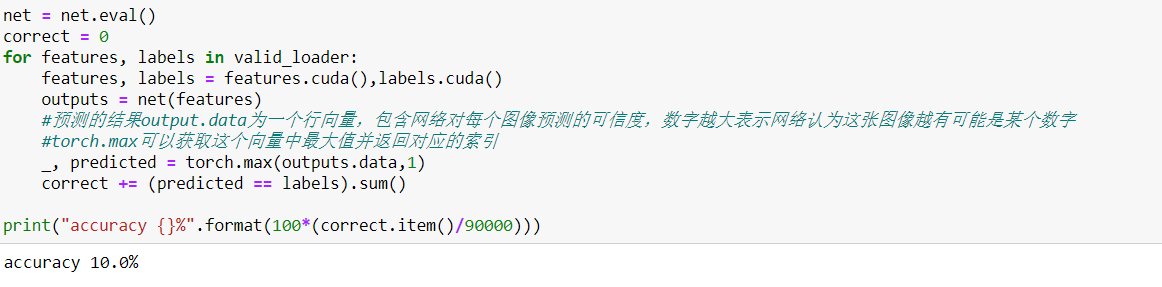 net = net.eval()
correct = 0
for features, labels in valid_loader:
    features, labels = features.cuda(),labels.cuda()
    outputs = net(features)
    #预测的结果output.data为一个行向量，包含网络对每个图像预测的可信度，数字越大表示网络认为这张图像越有可能是某个数字
    #torch.max可以获取这个向量中最大值并返回对应的索引
    _, predicted = torch.max(outputs.data,1)
    correct += (predicted == labels).sum()
print("accuracy {}%".format(100*(correct.item()/90000)))
accuracy 10.0%